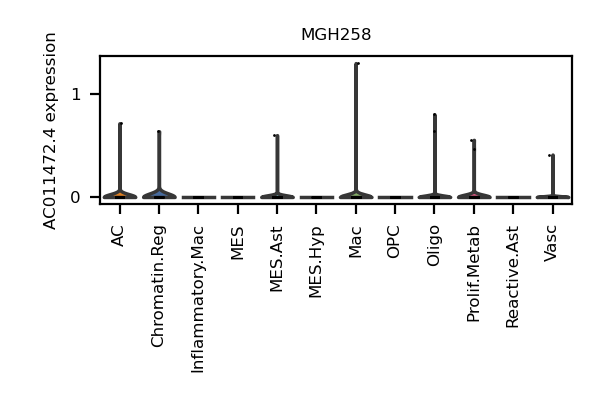 MGH258
AC011472.4 expression
1
0
AC
Chromatin.Reg
Inflammatory.Mac
MES
MES.Ast
MES.Hyp
Mac
OPC
Oligo
Prolif.Metab
Reactive.Ast
Vasc